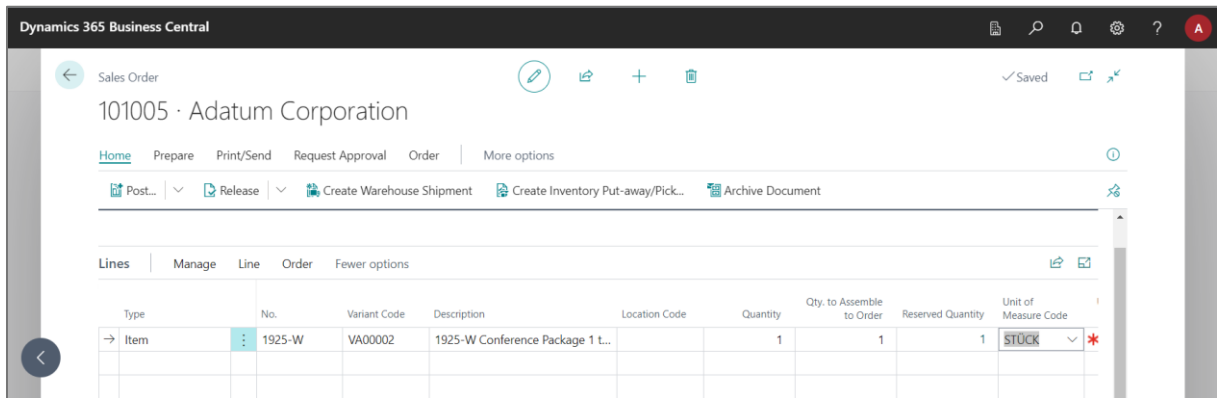 Dynamics 365 Business Central
?
A
Sales Order
Saved
101005 · Adatum Corporation
Home Prepare Print/Send Request Approval Order More options
Post... Release Create Warehouse Shipment Create Inventory Put-away/Pick... Archive Document
Lines Manage Line Order Fewer options
Type No. Variant Code Description Location Code Quantity Qty. to Assemble to Order Reserved Quantity Unit of Measure Code
Item 1925-W VA00002 1925-W Conference Package 1 t... 1 1 1 STÜCK *